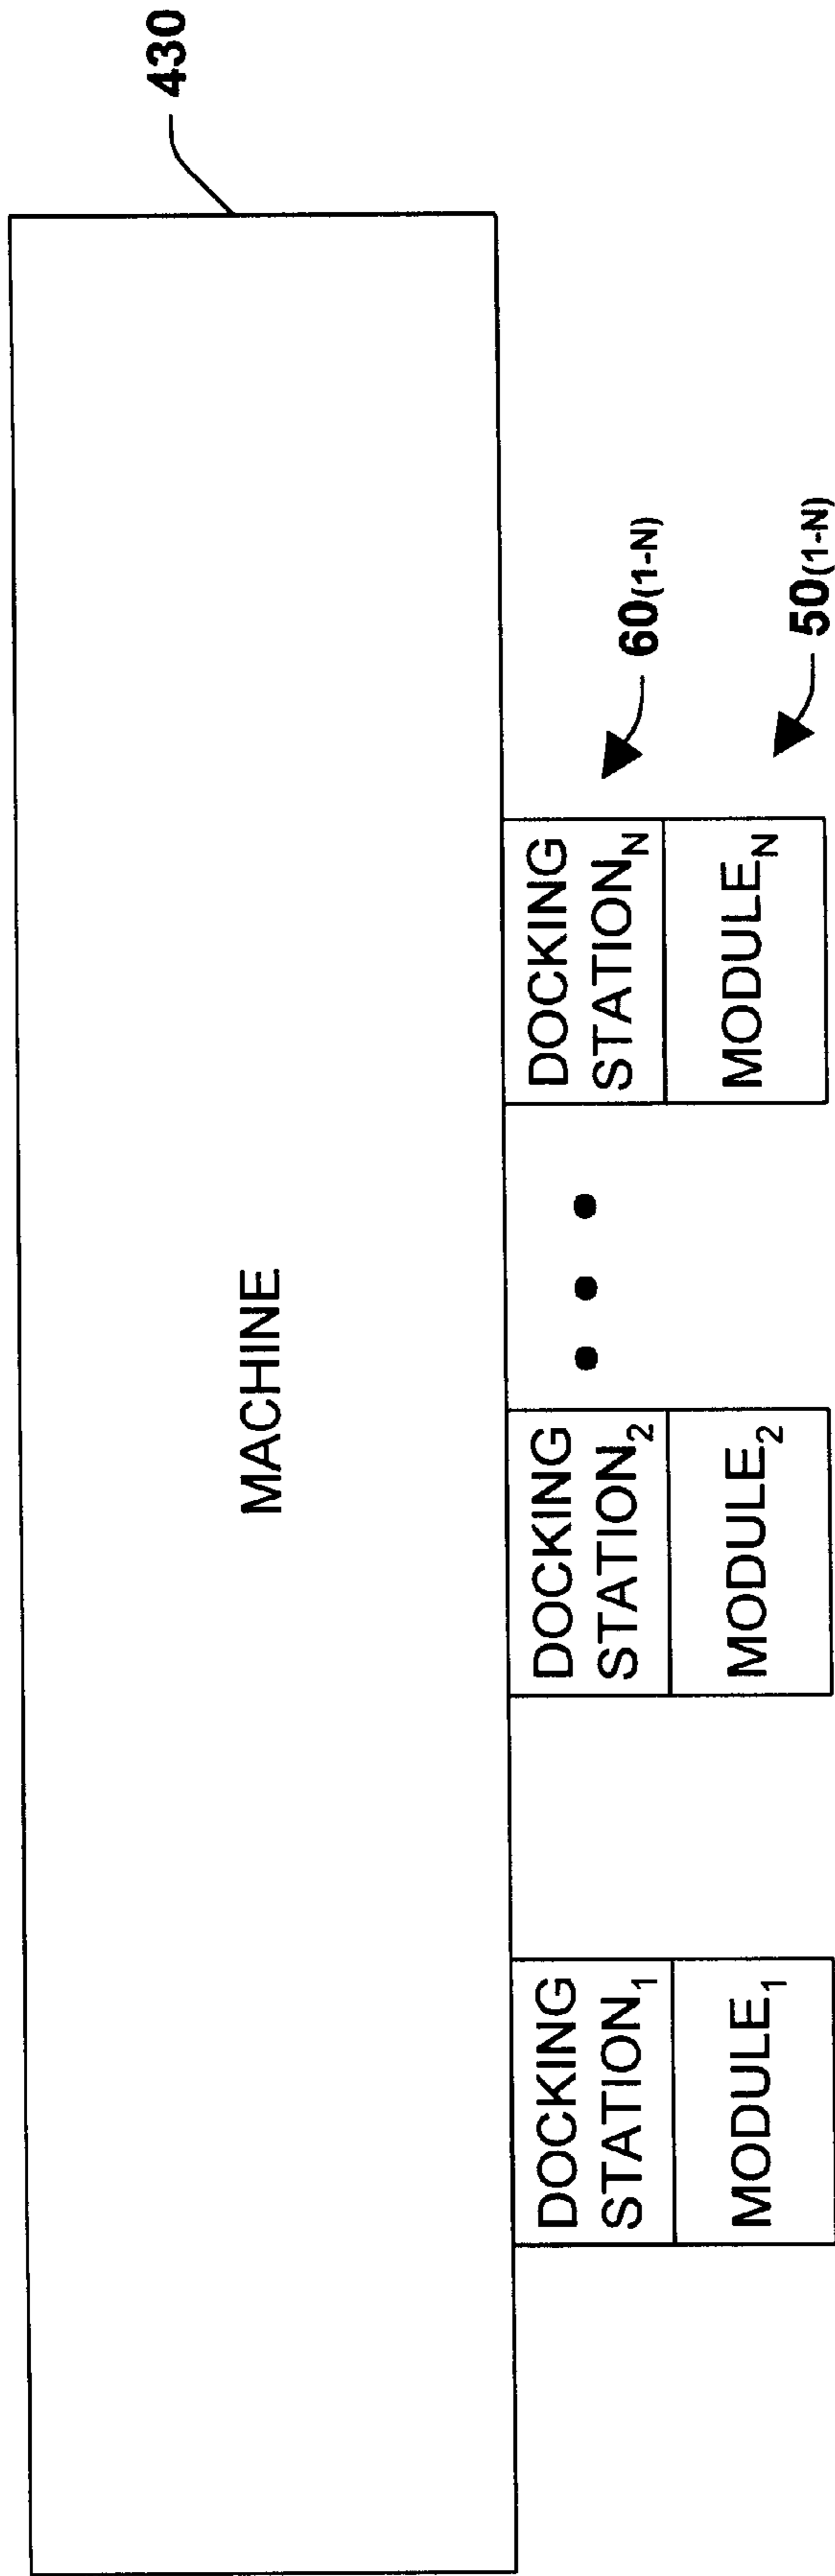 430
MACHINE
DOCKING
STATION1
MODULE1
DOCKING
STATION2
MODULE2
DOCKING
STATIONN
MODULEN
60(1-N)
50(1-N)